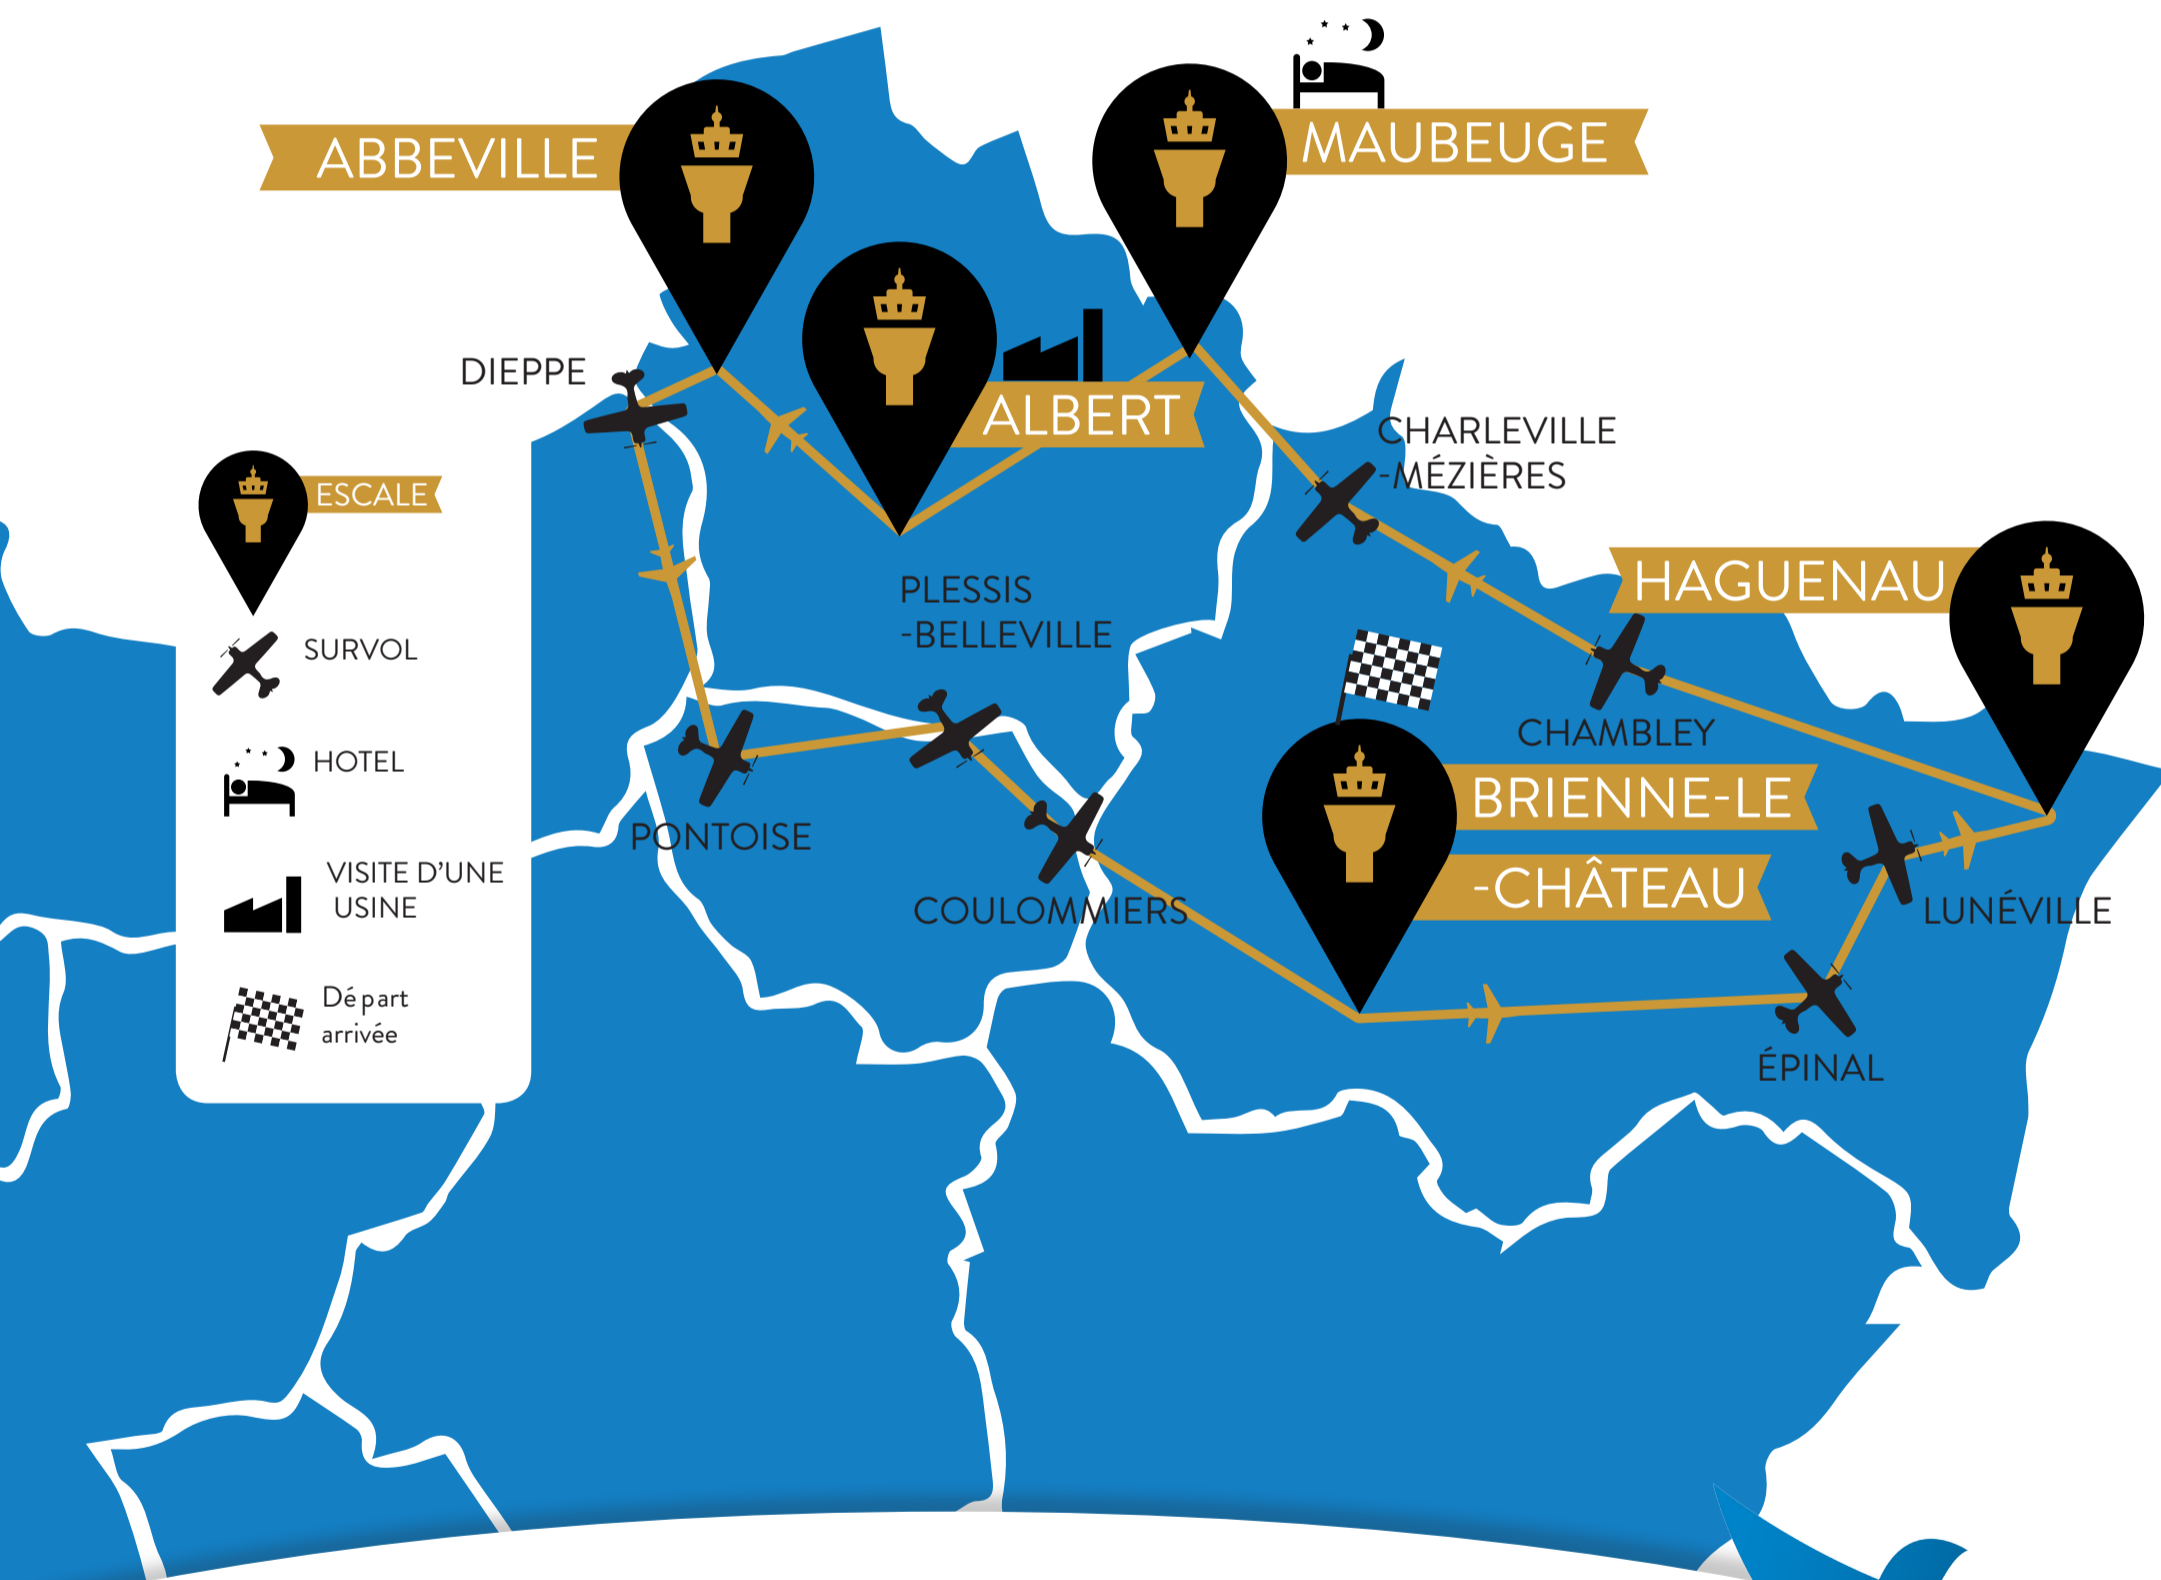 MAUBEUGE
ABBEVILLE
DIEPPE
ALBERT
CHARLEVILLE
-MÉZIÈRES
ESCALE
HAGUENAU
PLESSIS
-BELLEVILLE
SURVOL
CHAMBLEY
HOTEL
BRIENNE-LE
-CHÂTEAU
PONTOISE
VISITE D'UNE
USINE
COULOMMIERS
LUNÉVILLE
Départ
arrivée
ÉPINAL